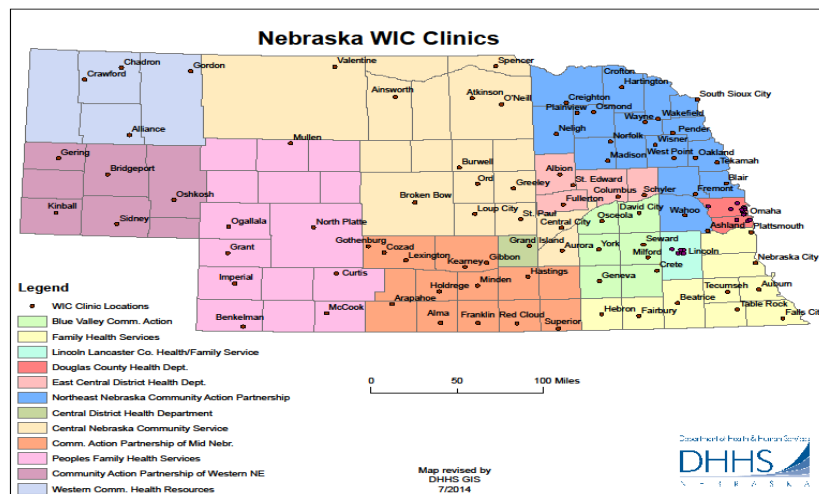 Nebraska WIC Clinics
Chadron
Crawford
Gordon
Valentine
Spencer
Crofton
Hartington
Ainsworth
Atkinson
O'Neill
Creighton
Plainview
Osmond
South Sioux City
Wayne
Wakefield
Alliance
Mullen
Neligh
Norfolk
Pender
Wisner
Gering
Bridgeport
Madison
West Point
Oakland
Tekamah
Burwell
Albion
St. Edward
Blair
Oshkosh
Ord
Greeley
Columbus
Schyler
Fremont
Kinball
Sidney
Broken Bow
Fullerton
Loup City
St. Paul
David City
Osceola
Wahoo
Omaha
Ogallala
North Platte
Central City
Ashland
Plattsmouth
Grant
Gothenburg
Cozad
Lexington
Grand Island
Aurora
York
Seward
Milford
Lincoln
Kearney
Gibbon
Crete
Nebraska City
Imperial
Curtis
Holdrege
Minden
Hastings
Geneva
Tecumseh
Auburn
Beatrice
Arapahoe
Benkelman
McCook
Alma
Franklin
Red Cloud
Superior
Hebron
Fairbury
Table Rock
Falls City
Legend
WIC Clinic Locations
Blue Valley Comm. Action
Family Health Services
Lincoln Lancaster Co. Health/Family Service
Douglas County Health Dept.
East Central District Health Dept.
Northeast Nebraska Community Action Partnership
Central District Health Department
Central Nebraska Community Service
Comm. Action Partnership of Mid Nebr.
Peoples Family Health Services
Community Action Partnership of Western NE
Western Comm. Health Resources
0 50 100 Miles
Map revised by
DHHS GIS
7/2014
Department of Health & Human Services
DHHS
NEBRASKA